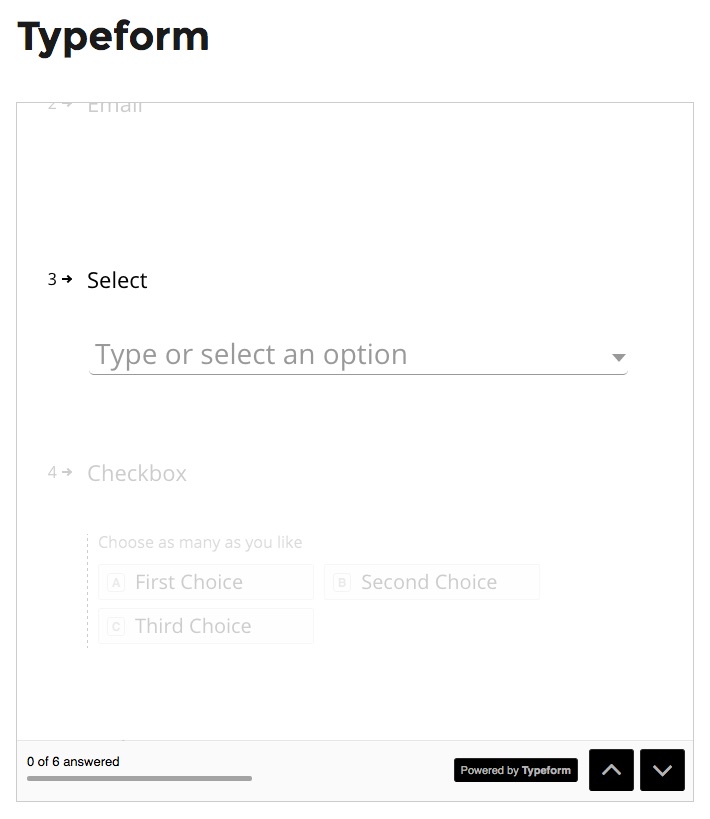 Typeform
2 → Email
3 → Select
Type or select an option
4 → Checkbox
Choose as many as you like
A First Choice
B Second Choice
C Third Choice
0 of 6 answered
Powered by Typeform